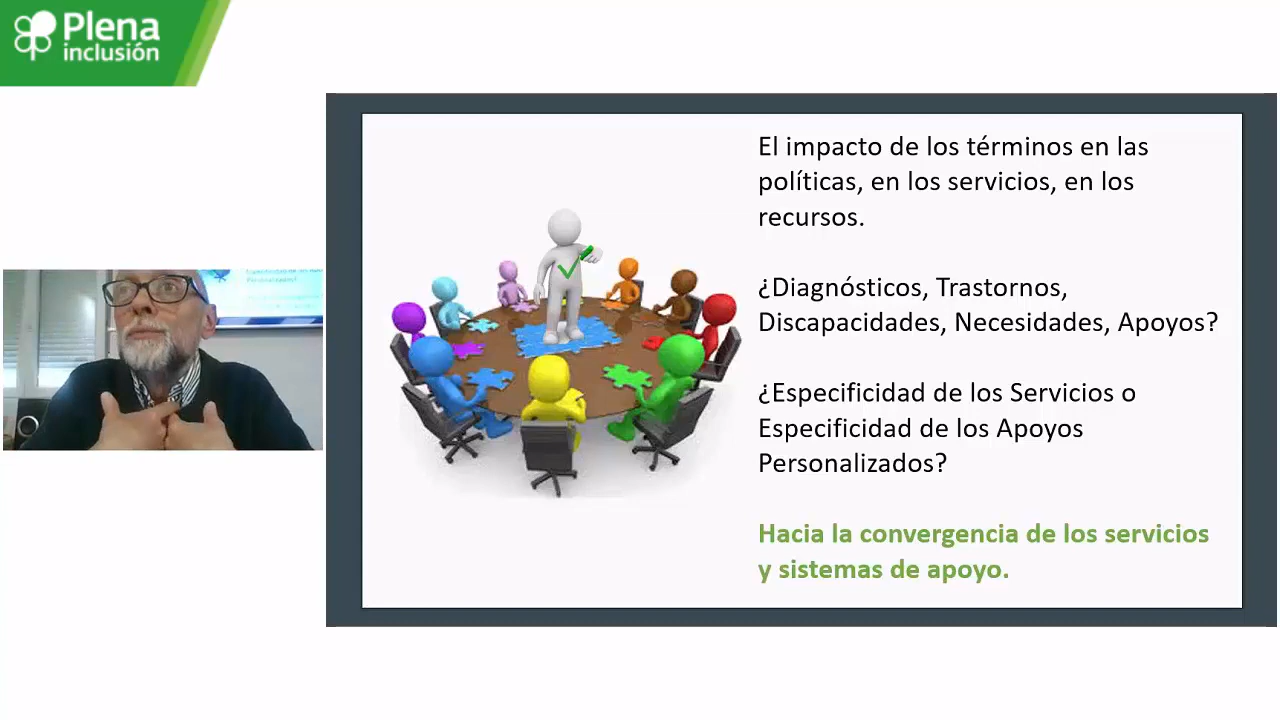 Plena
inclusión
El impacto de los términos en las
políticas, en los servicios, en los
recursos.
¿Diagnósticos, Trastornos,
Discapacidades, Necesidades, Apoyos?
¿Especificidad de los Servicios o
Especificidad de los Apoyos
Personalizados?
Hacia la convergencia de los servicios
y sistemas de apoyo.
Personalizados?